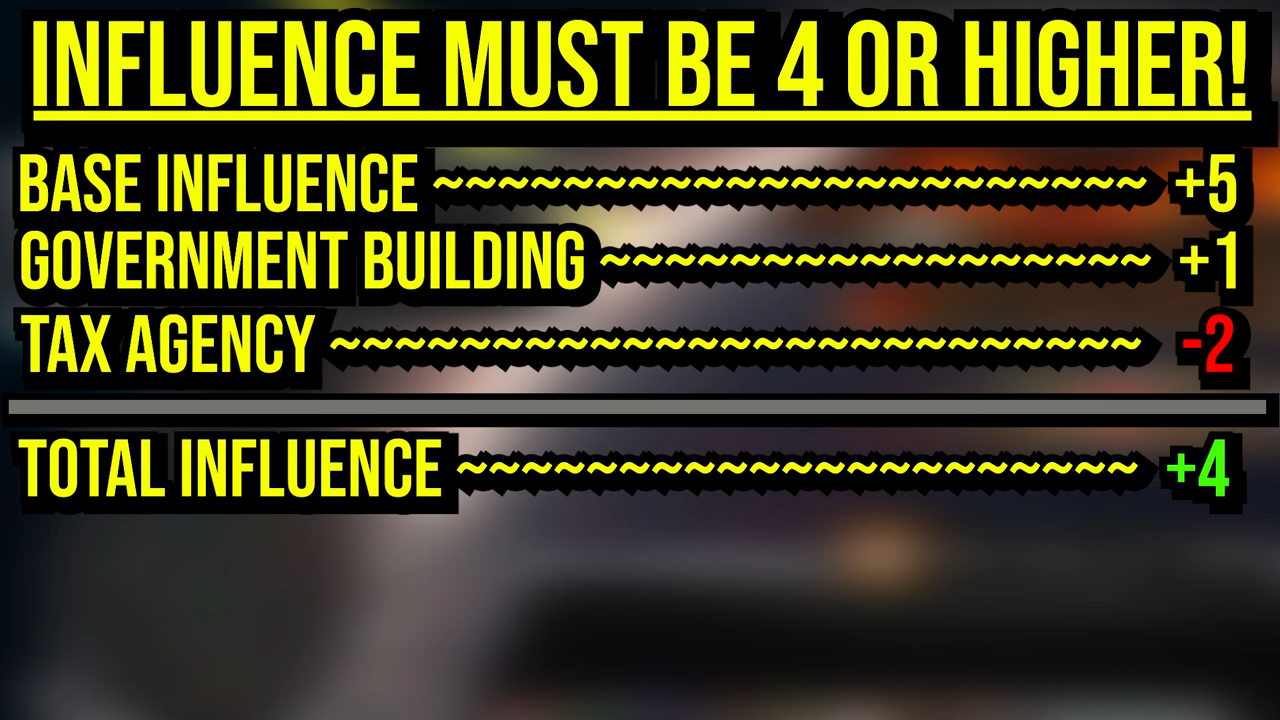 INFLUENCE MUST BE 4 OR HIGHER!
BASE INFLUENCE ~~~~~~~~~~~~~~~~~~~~~~ +5
GOVERNMENT BUILDING ~~~~~~~~~~~~~~~~~ +1
TAX AGENCY ~~~~~~~~~~~~~~~~~~~~~~~~~ -2
TOTAL INFLUENCE ~~~~~~~~~~~~~~~~~~~~~ +4